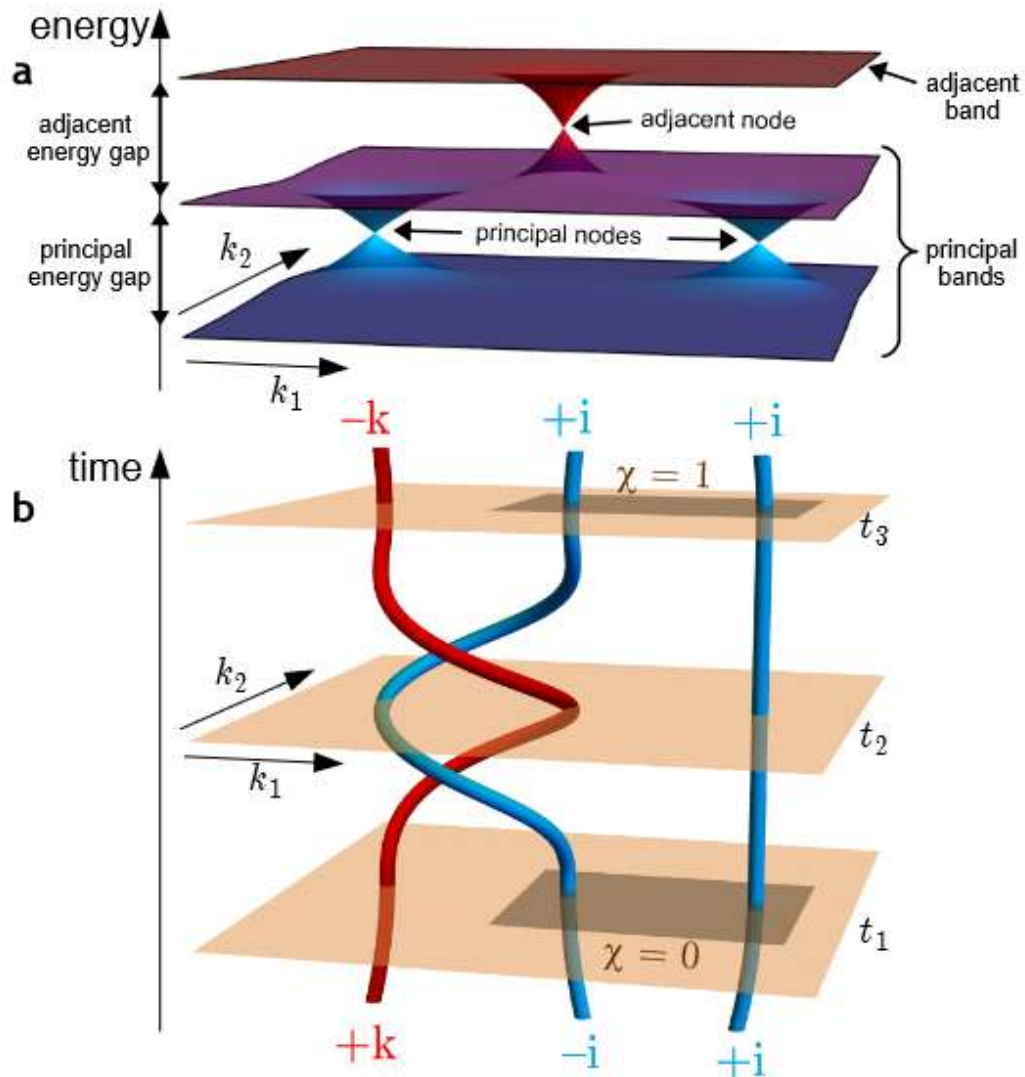 energy
a
adjacent
energy gap
principal
energy gap
adjacent
band
adjacent node
principal nodes
principal
bands
k₂
k₁
–k
+i
+i
time
b
χ = 1
t₃
k₂
k₁
t₂
χ = 0
t₁
+k
–i
+i